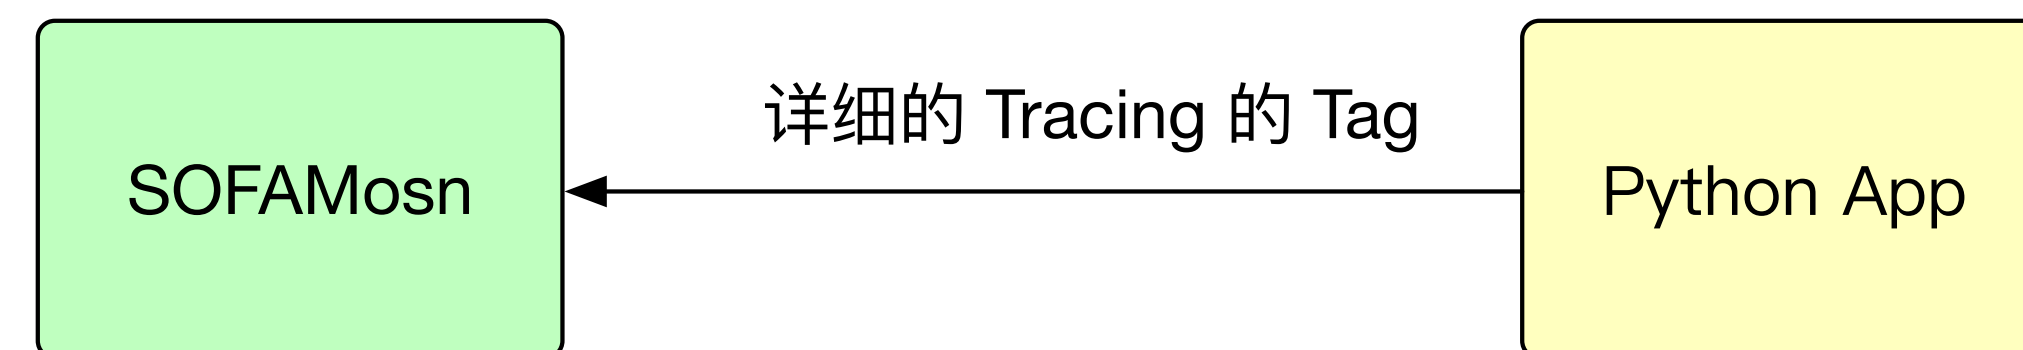 详细的 Tracing 的 Tag
SOFAMosn
Python App